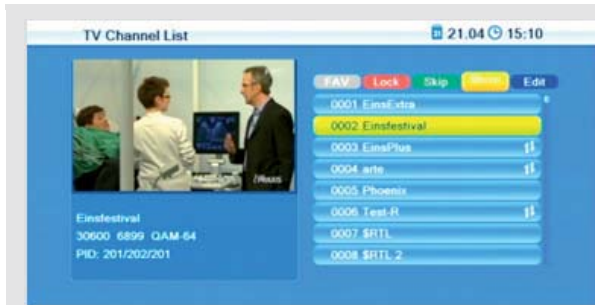 TV Channel List
21.04 15:10
FAV Lock Skip Move Edit
0001 EinsExtra
0002 Einsfestival
0003 EinsPlus
0004 arte
0005 Phoenix
0006 Test-R
0007 $RTL
0008 $RTL 2
Einsfestival
30600 6899 QAM-64
PID: 201/202/201